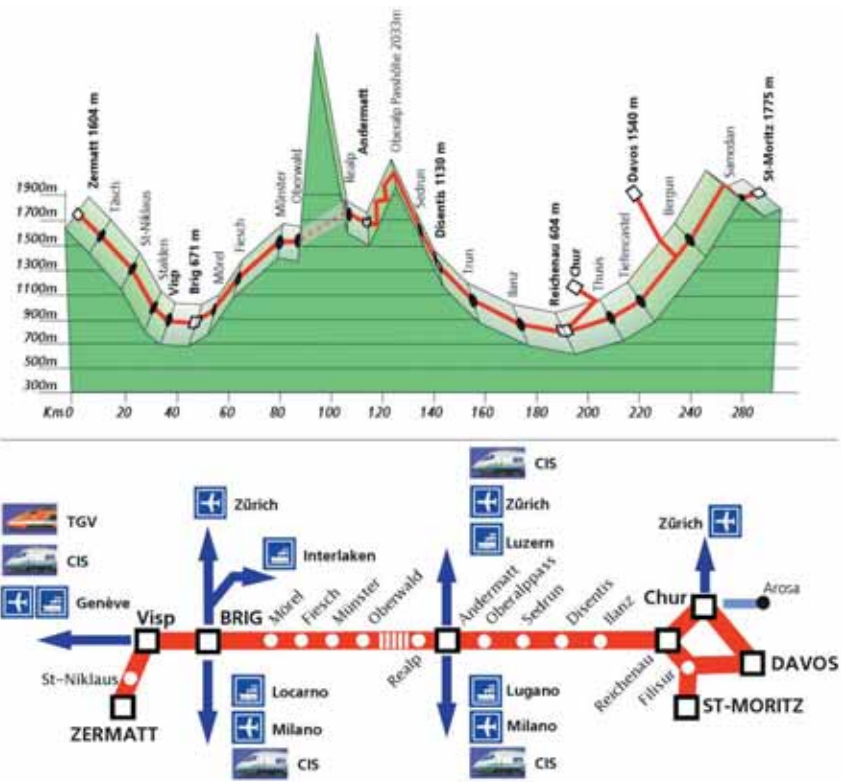 Zermatt 1604 m
Täsch
St-Niklaus
Stalden
Visp
Brig 671 m
Mörel
Fiesch
Münster
Oberwald
Realp
Andermatt
Oberalp Passhöhe 2033m
Sedrun
Disentis 1130 m
Trun
Ilanz
Reichenau 604 m
Chur
Thusis
Tiefencastel
Davos 1540 m
Bergün
Samedan
St-Moritz 1775 m
1900m
1700m
1500m
1300m
1100m
900m
700m
500m
300m
Km 0 20 40 60 80 100 120 140 160 180 200 220 240 260 280
TGV
CIS
Genève
Zürich
Interlaken
CIS
Zürich
Luzern
Zürich
Arosa
Visp
BRIG
Mörel
Fiesch
Münster
Oberwald
Realp
Andermatt
Oberalppass
Sedrun
Disentis
Ilanz
Chur
Reichenau
Filisur
DAVOS
ST-MORITZ
St-Niklaus
ZERMATT
Locarno
Milano
CIS
Lugano
Milano
CIS